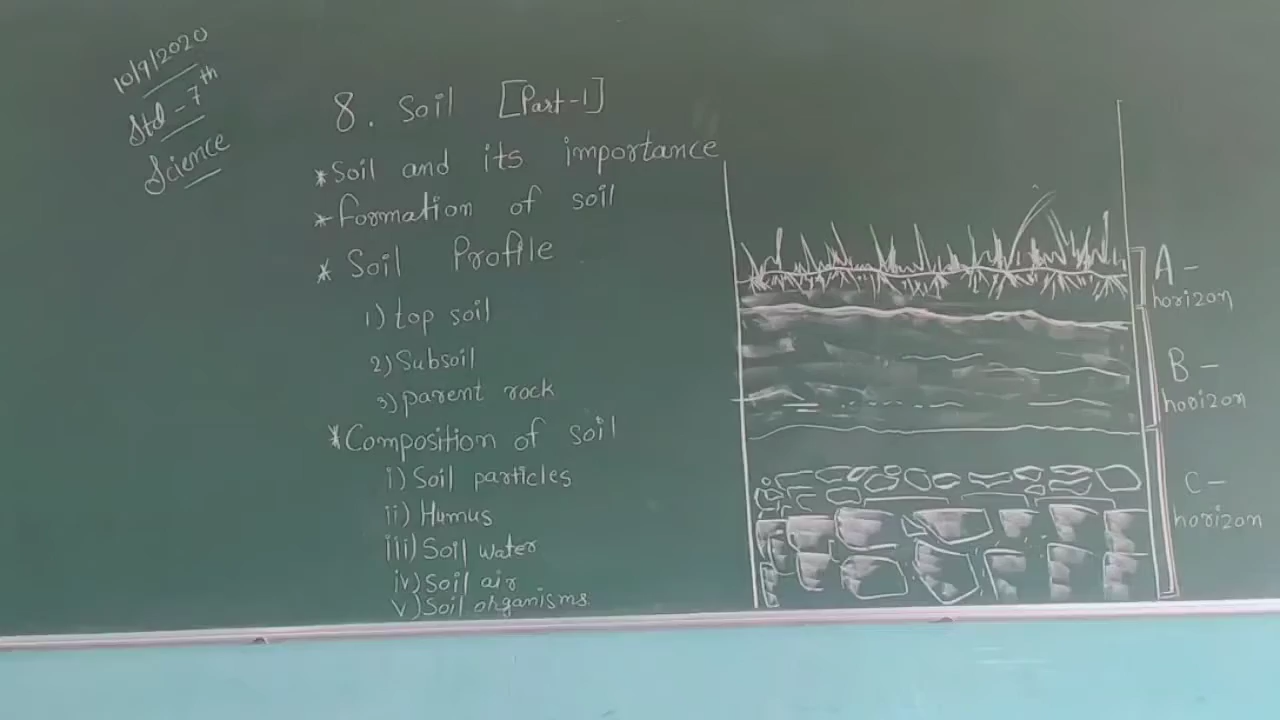 10/9/2020
Std - 7th
Science
8. Soil [Part-1]
* Soil and its importance
* Formation of soil
* Soil Profile
1) top soil
2) Subsoil
3) parent rock
* Composition of soil
i) Soil particles
ii) Humus
iii) Soil water
iv) Soil air
v) Soil organisms.
A -
horizon
B -
horizon
C -
horizon